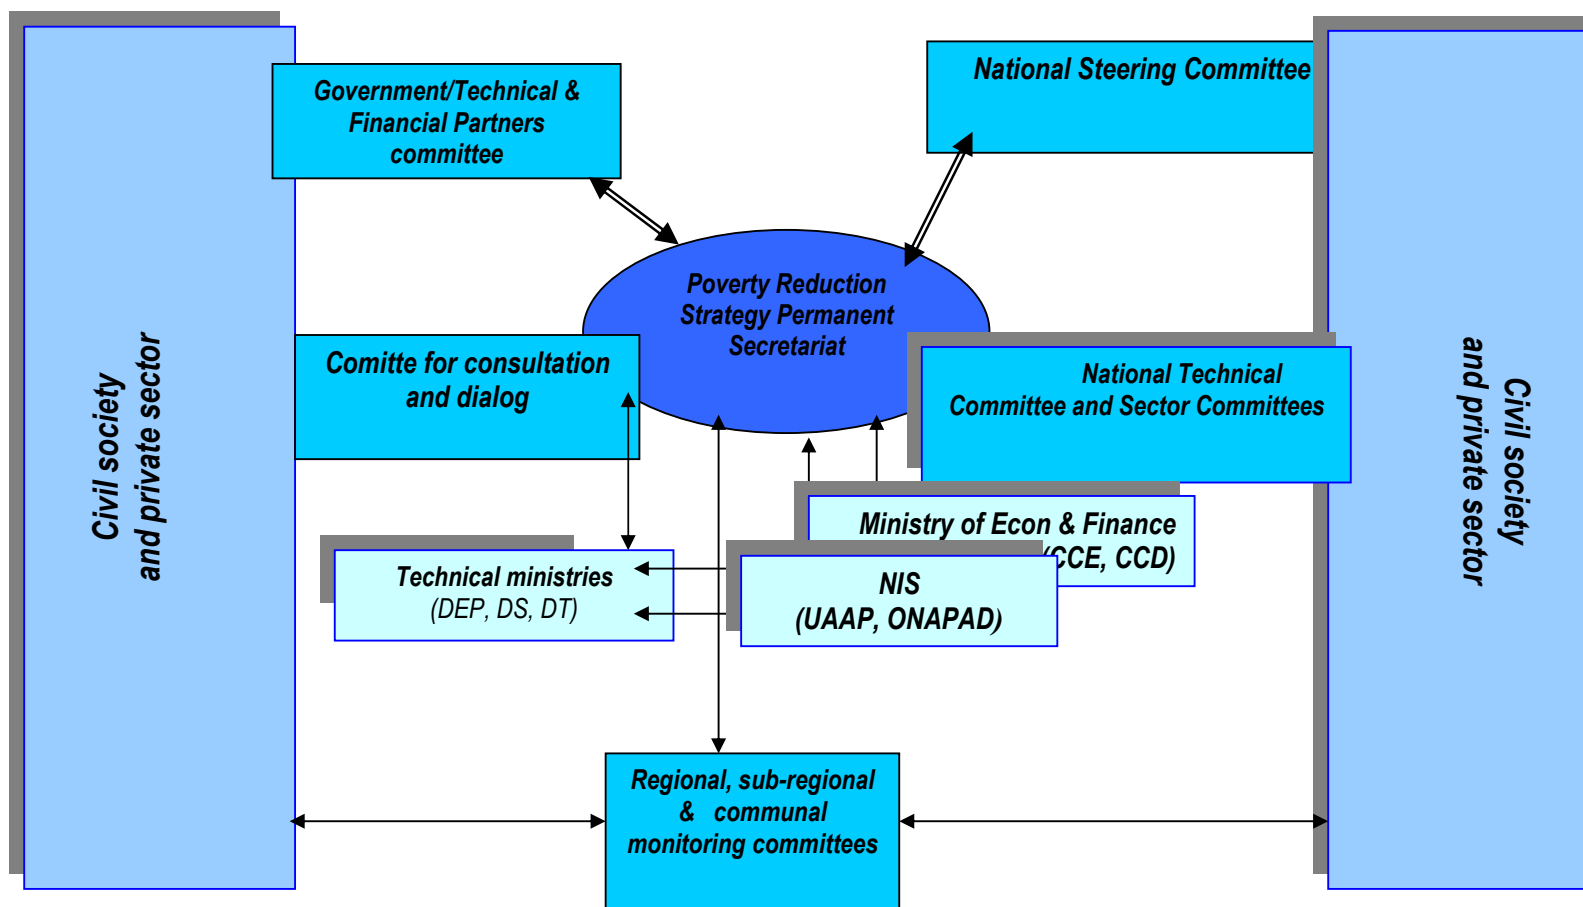 Government/Technical &
Financial Partners
committee
National Steering Committee
Poverty Reduction
Strategy Permanent
Secretariat
Civil society
and private sector
Comitte for consultation
and dialog
National Technical
Committee and Sector Committees
Civil society
and private sector
Ministry of Econ & Finance
(CCE, CCD)
Technical ministries
(DEP, DS, DT)
NIS
(UAAP, ONAPAD)
Regional, sub-regional
& communal
monitoring committees